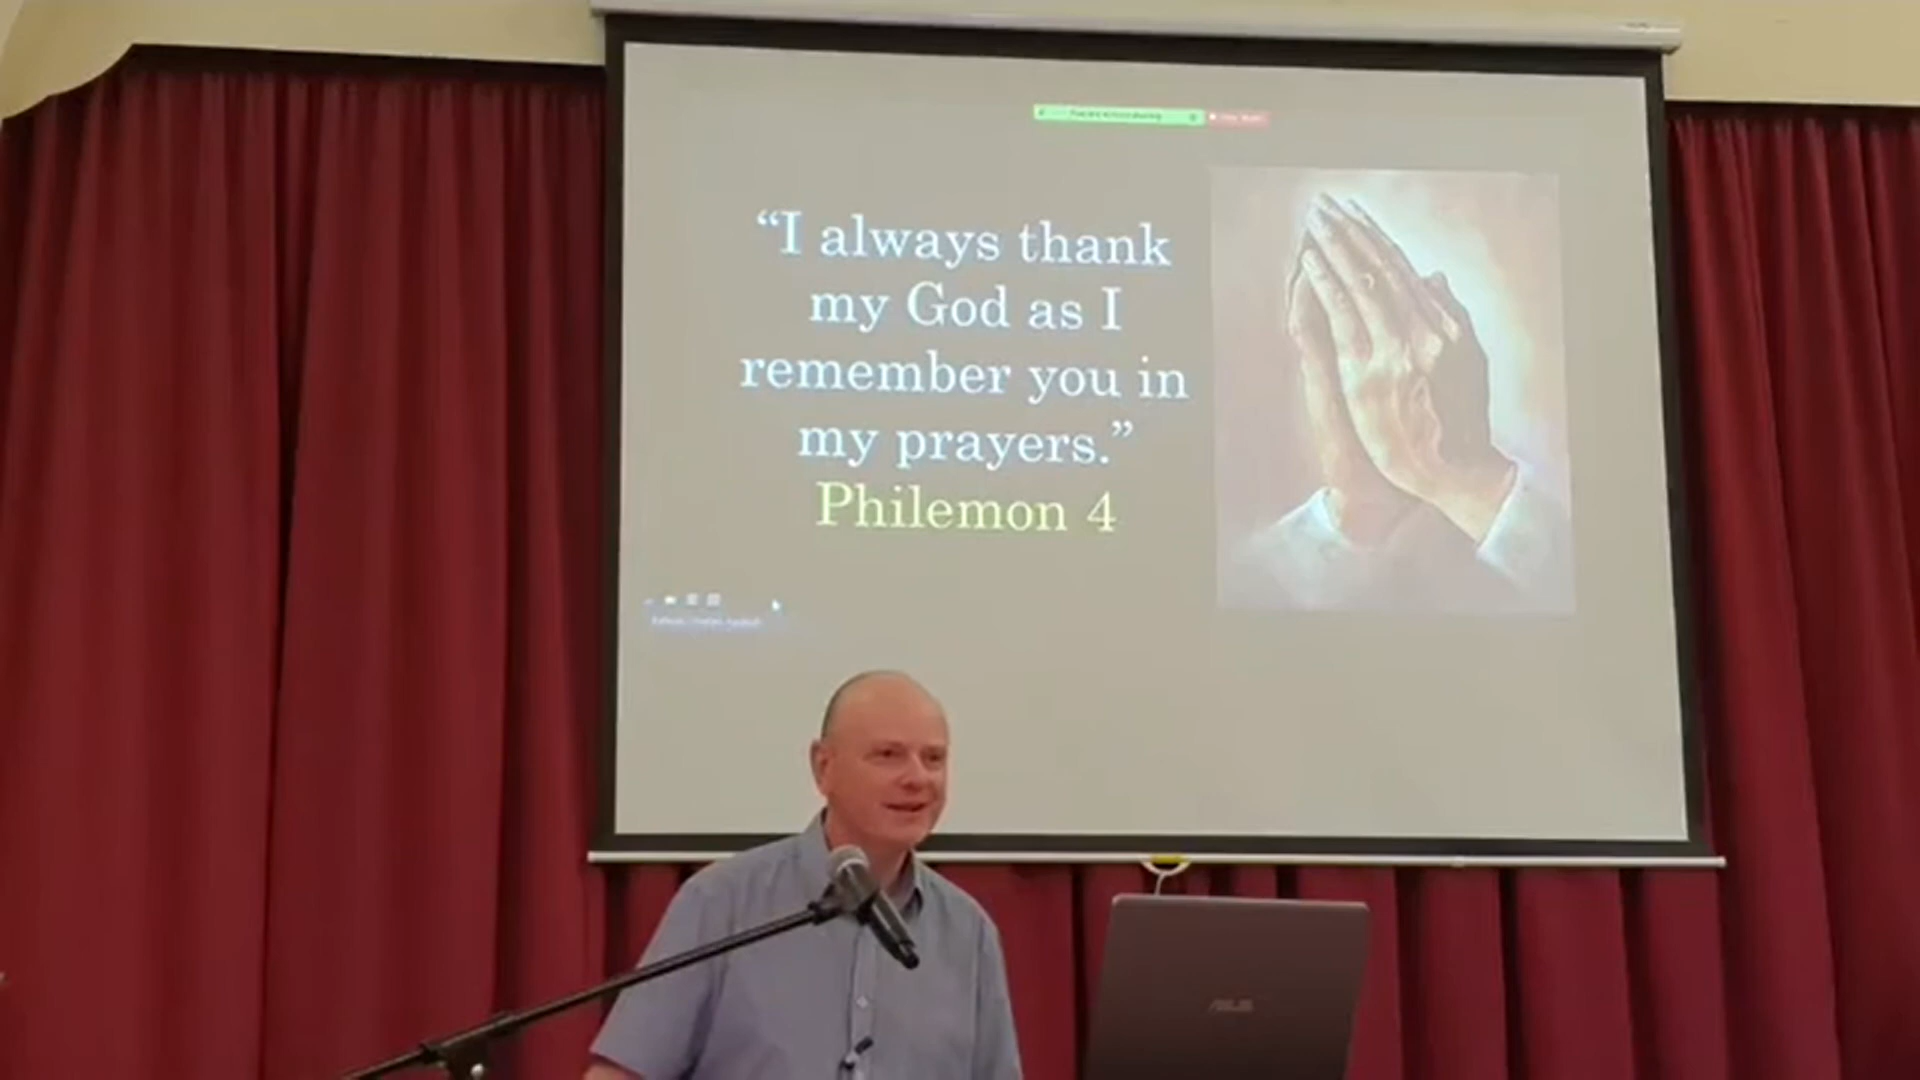 “I always thank
my God as I
remember you in
my prayers.”
Philemon 4
ASUS